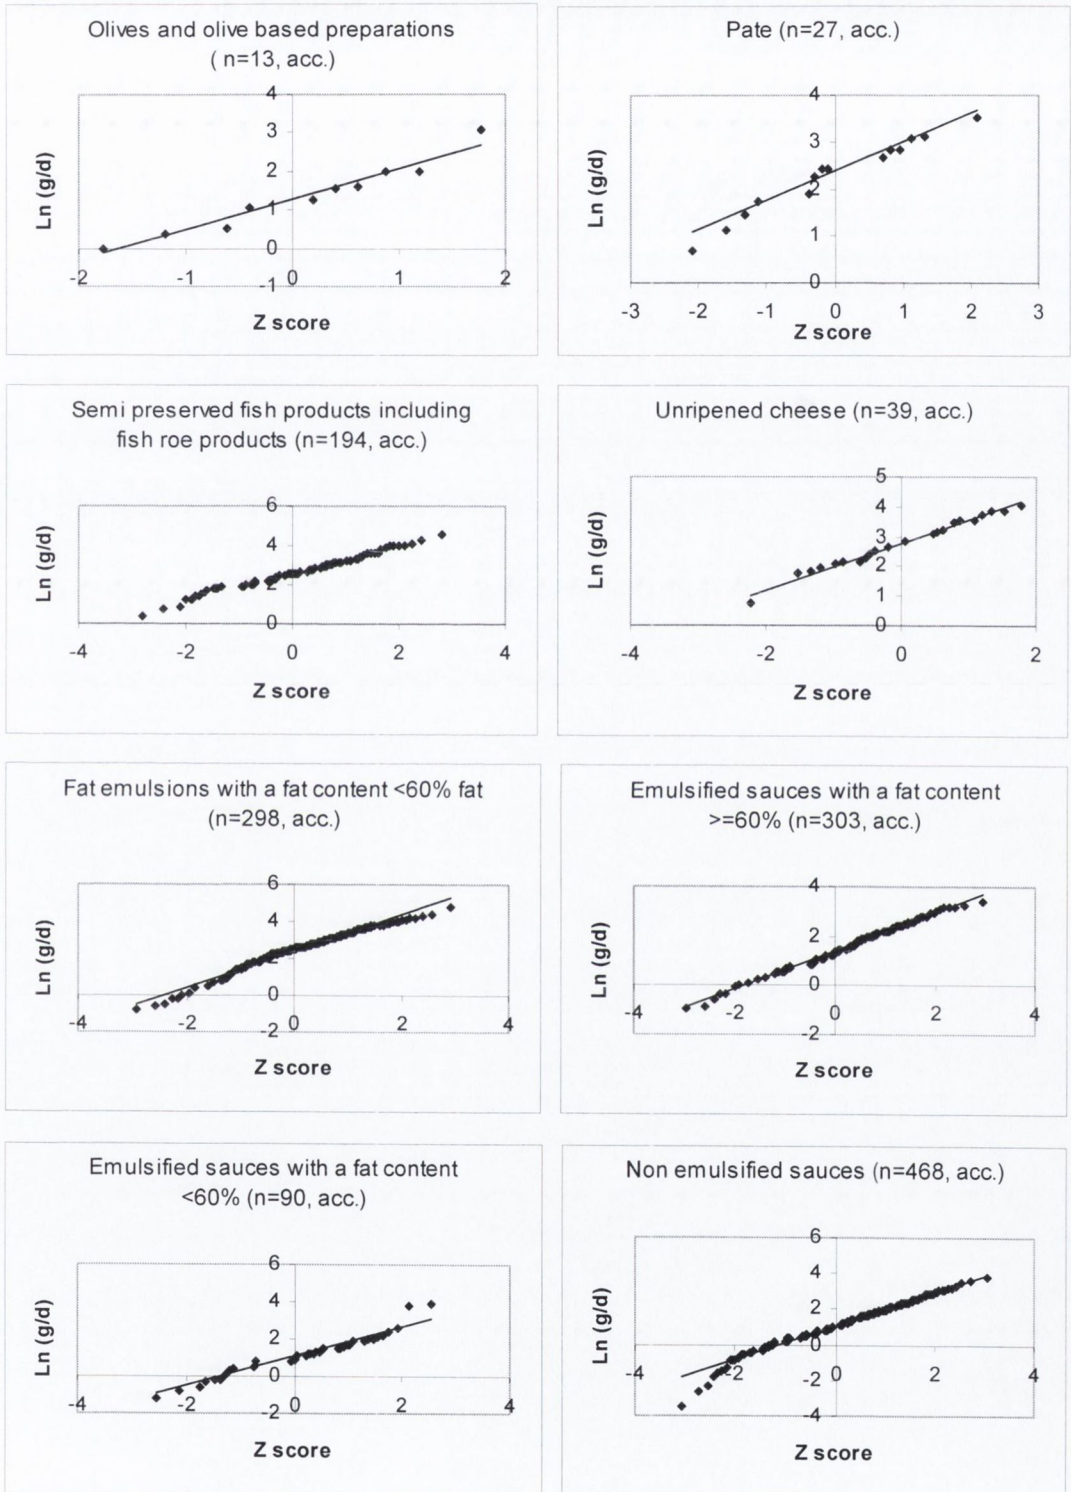 Olives and olive based preparations
( n=13, acc.)
4
3
2
1
0
-1
-2
-1
0
1
2
Ln (g/d)
Z score
Pate (n=27, acc.)
4
3
2
1
0
-3
-2
-1
0
1
2
3
Ln (g/d)
Z score
Semi preserved fish products including
fish roe products (n=194, acc.)
6
4
2
0
-4
-2
0
2
4
Ln (g/d)
Z score
Unripened cheese (n=39, acc.)
5
4
3
2
1
0
-4
-2
0
2
Ln (g/d)
Z score
Fat emulsions with a fat content <60% fat
(n=298, acc.)
6
4
2
0
-2
-4
-2
0
2
4
Ln (g/d)
Z score
Emulsified sauces with a fat content
>=60% (n=303, acc.)
4
2
0
-2
-4
-2
0
2
4
Ln (g/d)
Z score
Emulsified sauces with a fat content
<60% (n=90, acc.)
6
4
2
0
-2
-4
-2
0
2
4
Ln (g/d)
Z score
Non emulsified sauces (n=468, acc.)
6
4
2
0
-2
-4
-4
-2
0
2
4
Ln (g/d)
Z score